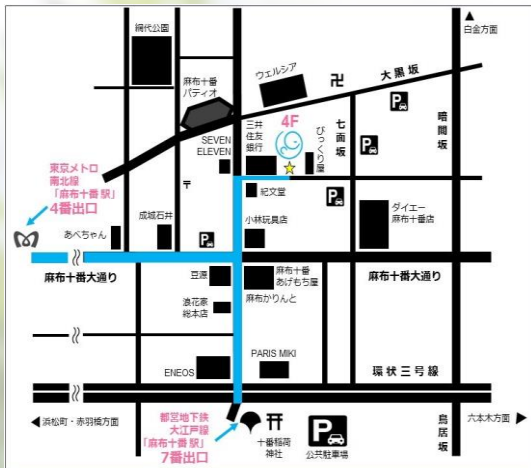 網代公園
白金方面
麻布十番
パティオ
ウェルシア
卍
大黒坂
三井
住友
銀行
4F
びっくり屋
七面坂
暗闇坂
SEVEN
ELEVEN
東京メトロ
南北線
「麻布十番駅」
4番出口
〒
紀文堂
小林玩具店
成城石井
あべちゃん
ダイエー
麻布十番店
P
P
P
P
麻布十番大通り
麻布十番大通り
豆源
麻布十番
あげもち屋
浪花家
総本店
麻布かりんと
ENEOS
PARIS MIKI
環状三号線
浜松町・赤羽橋方面
都営地下鉄
大江戸線
「麻布十番駅」
7番出口
十番稲荷
神社
P
公共駐車場
鳥居坂
六本木方面